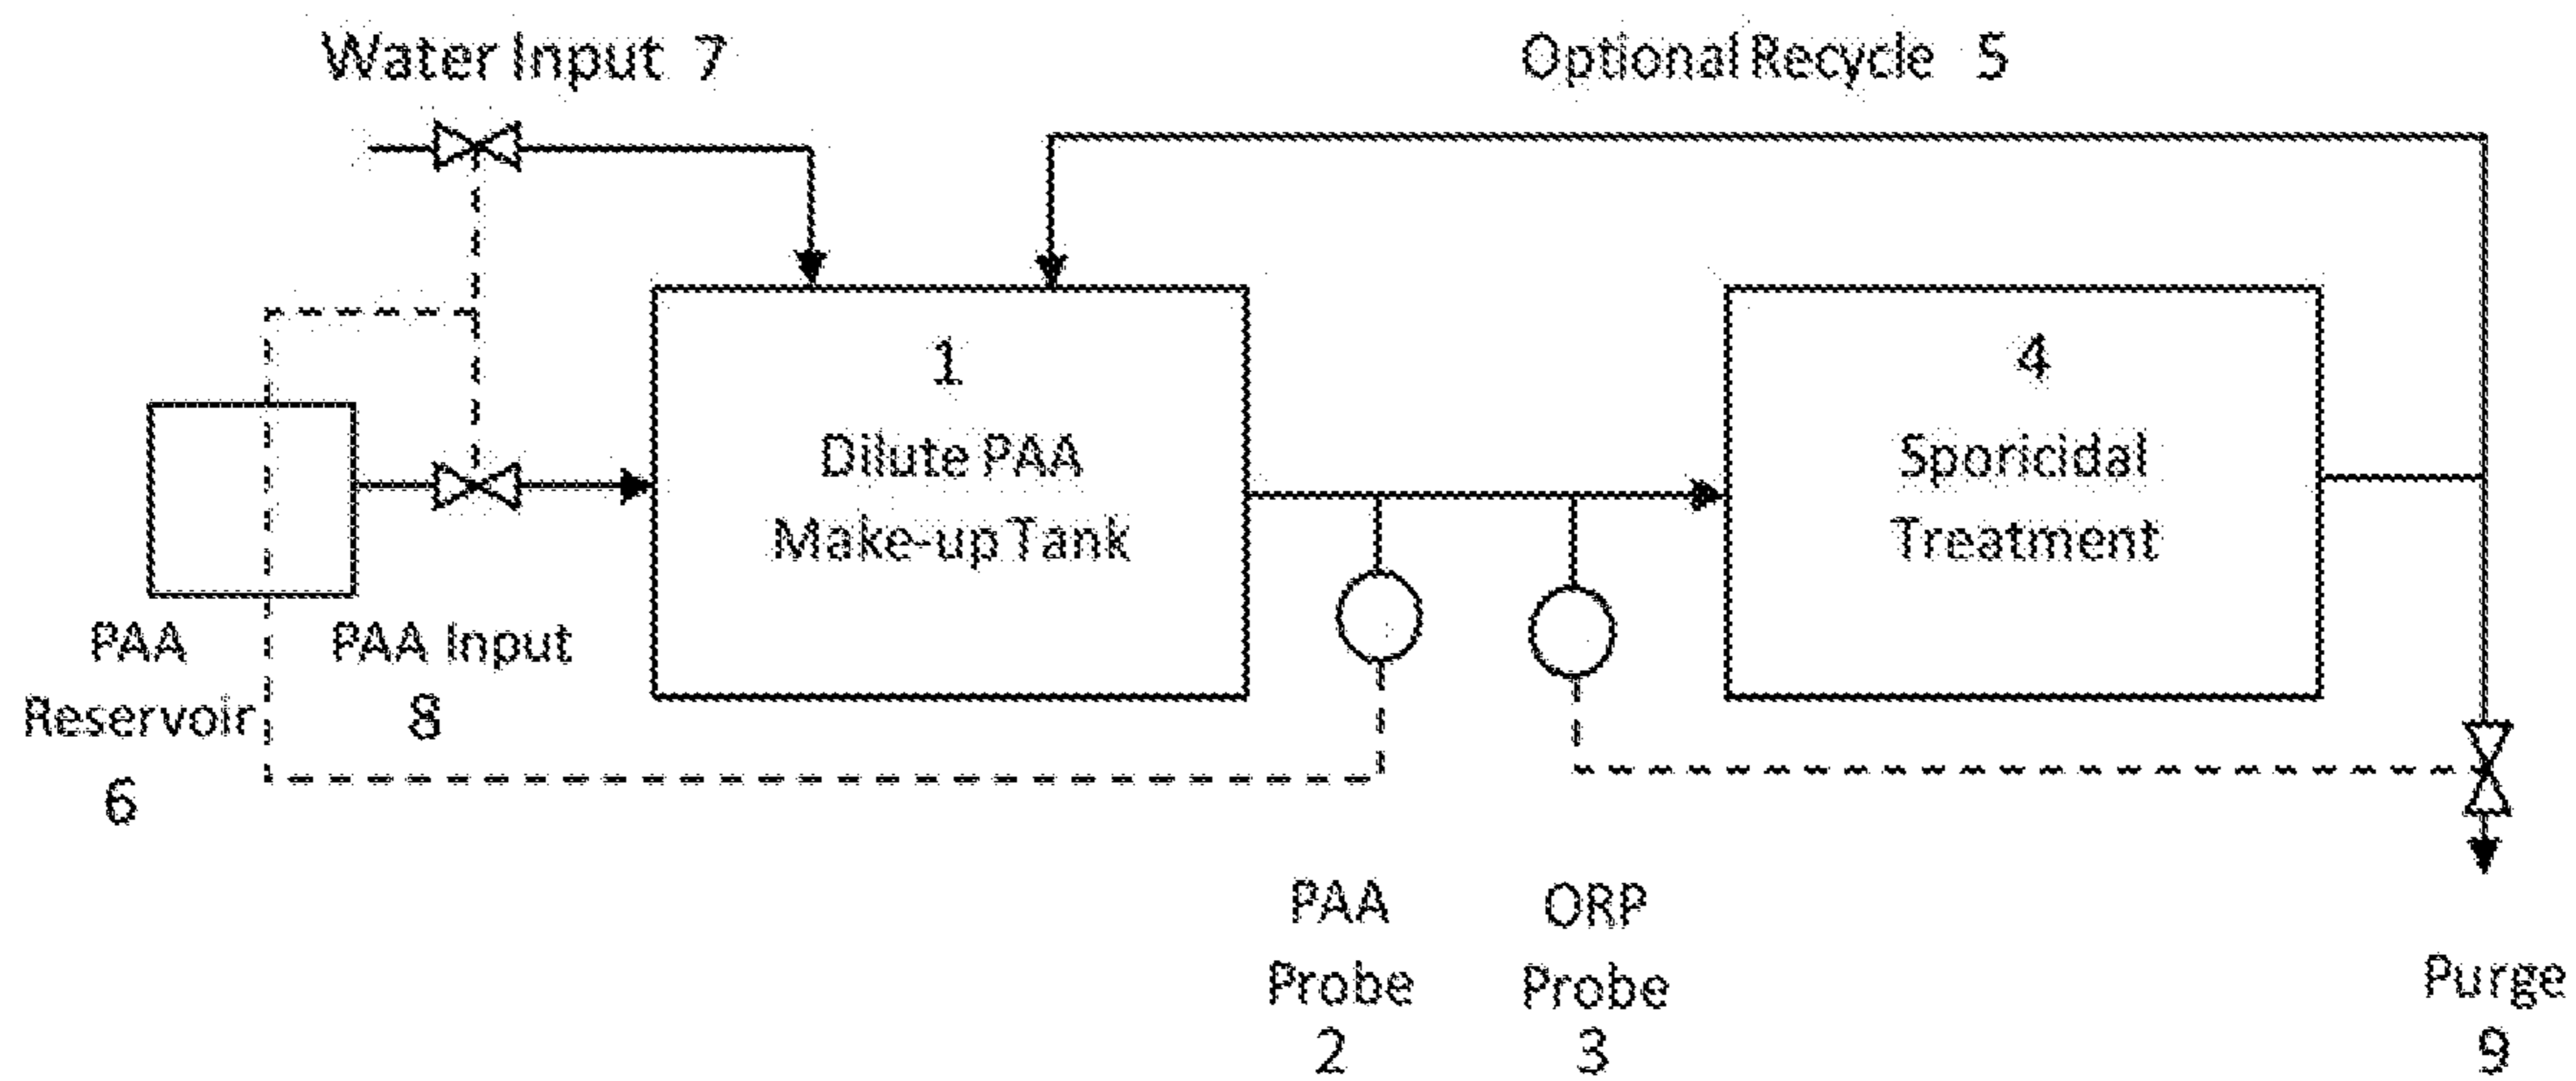 Water Input 7
Optional Recycle 5
1
Dilute PAA
Make-up Tank
4
Sporicidal
Treatment
PAA
Reservoir
6
PAA Input
8
PAA
Probe
2
ORP
Probe
3
Purge
9